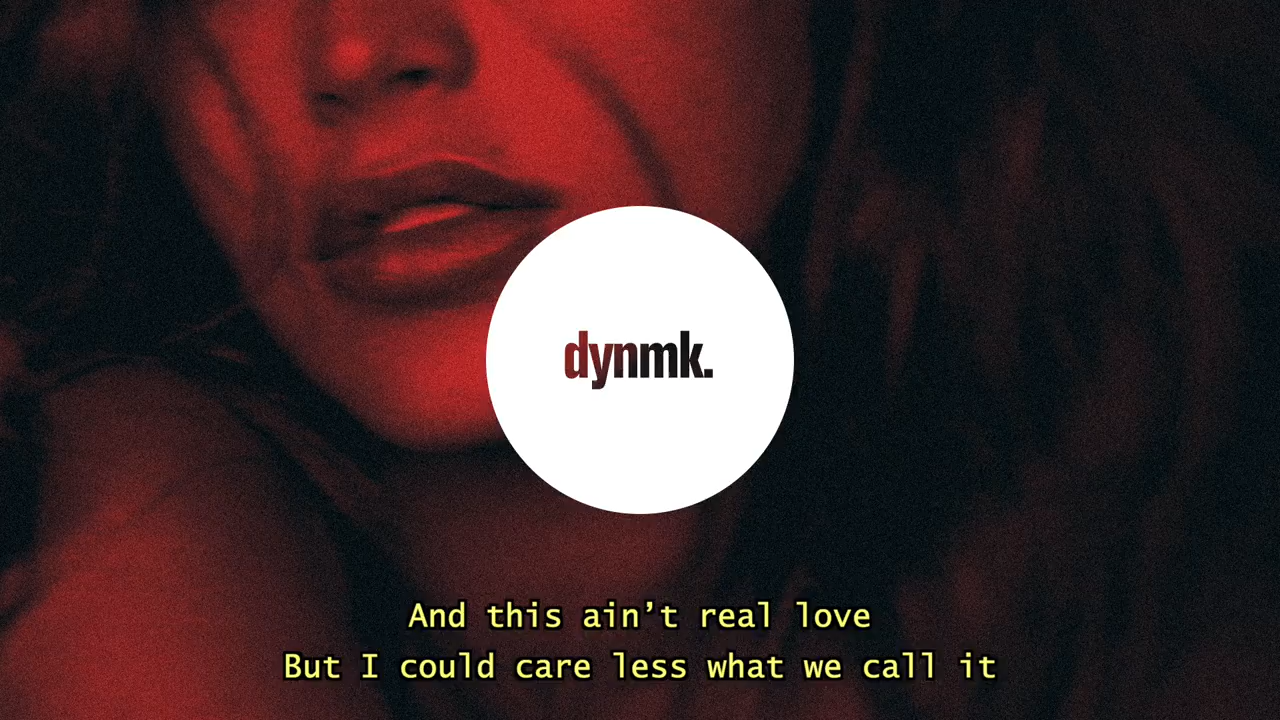 dynmk.
And this ain’t real love
But I could care less what we call it